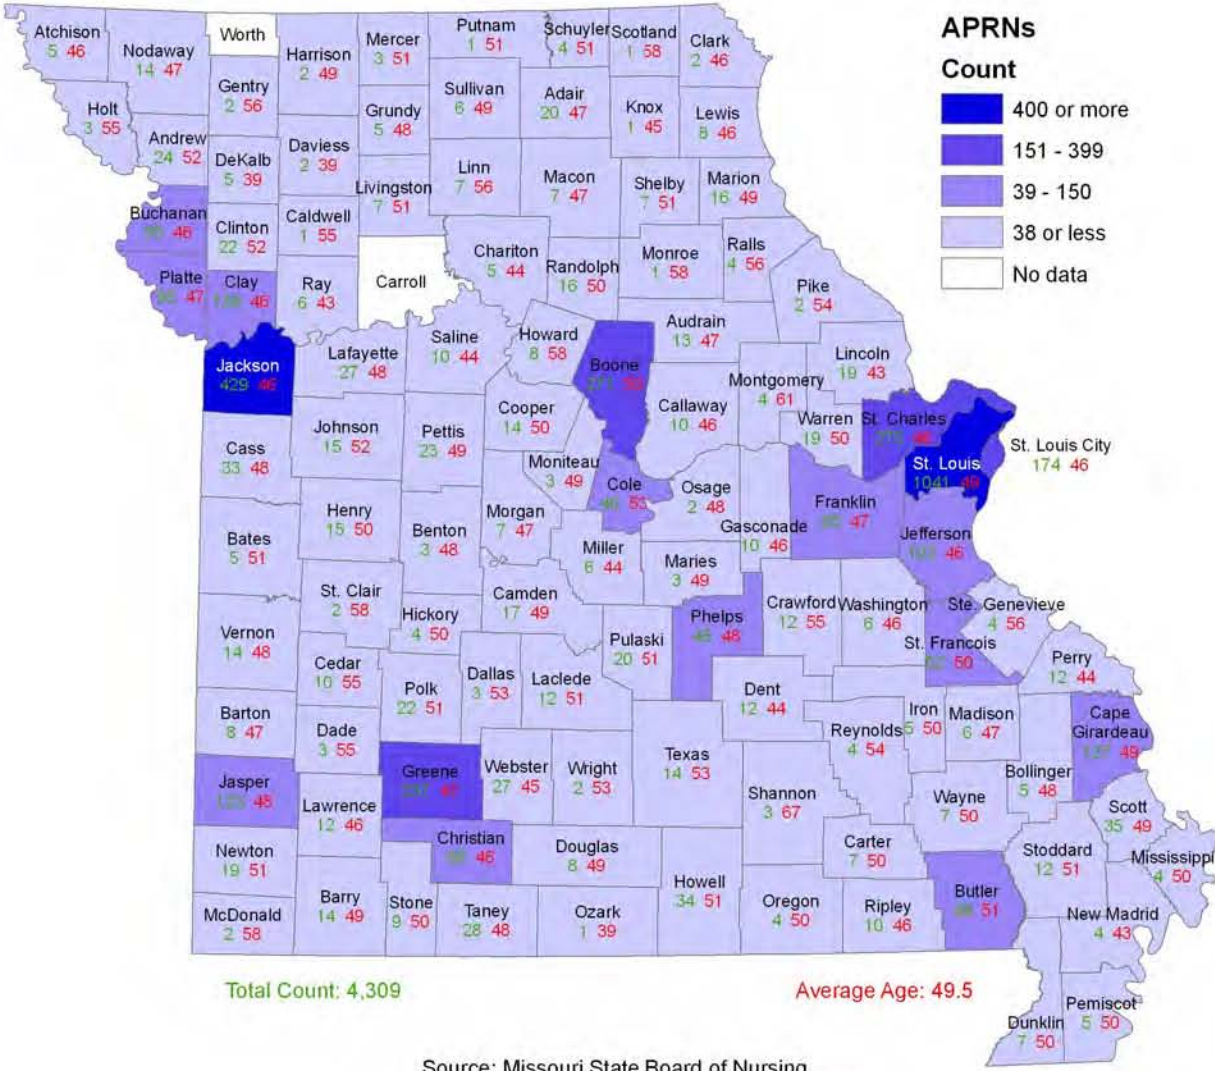 APRNs
Count
400 or more
151 - 399
39 - 150
38 or less
No data
Atchison
5 46
Nodaway
14 47
Worth
Harrison
2 49
Mercer
3 51
Putnam
1 51
Schuyler
4 51
Scotland
1 58
Clark
2 46
Holt
3 55
Andrew
24 52
Gentry
2 56
DeKalb
5 39
Daviess
2 39
Grundy
5 48
Sullivan
6 49
Adair
20 47
Knox
1 45
Lewis
8 46
Livingston
7 51
Linn
7 56
Macon
7 47
Shelby
7 51
Marion
16 49
Buchanan
46
Clinton
22 52
Caldwell
1 55
Platte
47
Clay
46
Ray
6 43
Carroll
Chariton
5 44
Randolph
16 50
Monroe
1 58
Ralls
4 56
Pike
2 54
Jackson
429 46
Lafayette
27 48
Saline
10 44
Howard
8 58
Boone
Audrain
13 47
Montgomery
4 61
Lincoln
19 43
Warren
19 50
St. Charles
St. Louis City
174 46
St. Louis
1041 49
Cass
33 48
Johnson
15 52
Pettis
23 49
Cooper
14 50
Moniteau
3 49
Cole
53
Callaway
10 46
Osage
2 48
Gasconade
10 46
Franklin
47
Jefferson
46
Bates
5 51
Henry
15 50
Benton
3 48
Morgan
7 47
Miller
6 44
Maries
3 49
Vernon
14 48
St. Clair
2 58
Hickory
4 50
Camden
17 49
Pulaski
20 51
Phelps
48
Crawford
12 55
Washington
6 46
Ste. Genevieve
4 56
St. Francois
50
Perry
12 44
Cedar
10 55
Polk
22 51
Dallas
3 53
Laclede
12 51
Dent
12 44
Iron
5 50
Madison
6 47
Cape
Girardeau
49
Barton
8 47
Dade
3 55
Greene
Webster
27 45
Wright
2 53
Texas
14 53
Reynolds
4 54
Bollinger
5 48
Jasper
48
Lawrence
12 46
Christian
46
Douglas
8 49
Shannon
3 67
Wayne
7 50
Scott
35 49
Mississippi
4 50
Newton
19 51
Carter
7 50
Stoddard
12 51
McDonald
2 58
Barry
14 49
Stone
9 50
Taney
28 48
Ozark
1 39
Howell
34 51
Oregon
4 50
Ripley
10 46
Butler
51
New Madrid
4 43
Pemiscot
5 50
Dunklin
7 50
Total Count: 4,309
Average Age: 49.5
Source: Missouri State Board of Nursing